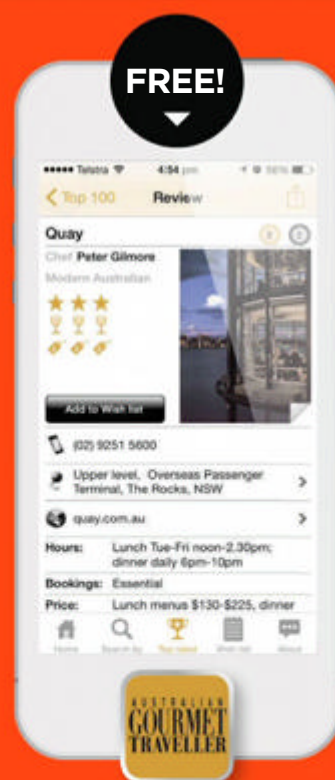 FREE!
Telstra 4:54 pm 56%
Top 100 Review
Quay
Chef Peter Gilmore
Modern Australian
Add to Wish list
(02) 9251 5600
Upper level, Overseas Passenger
Terminal, The Rocks, NSW
quay.com.au
Hours: Lunch Tue-Fri noon-2.30pm;
dinner daily 6pm-10pm
Bookings: Essential
Price: Lunch menus $130-$225, dinner
Home Search by Top rated Wish list About
AUSTRALIAN
GOURMET
TRAVELLER